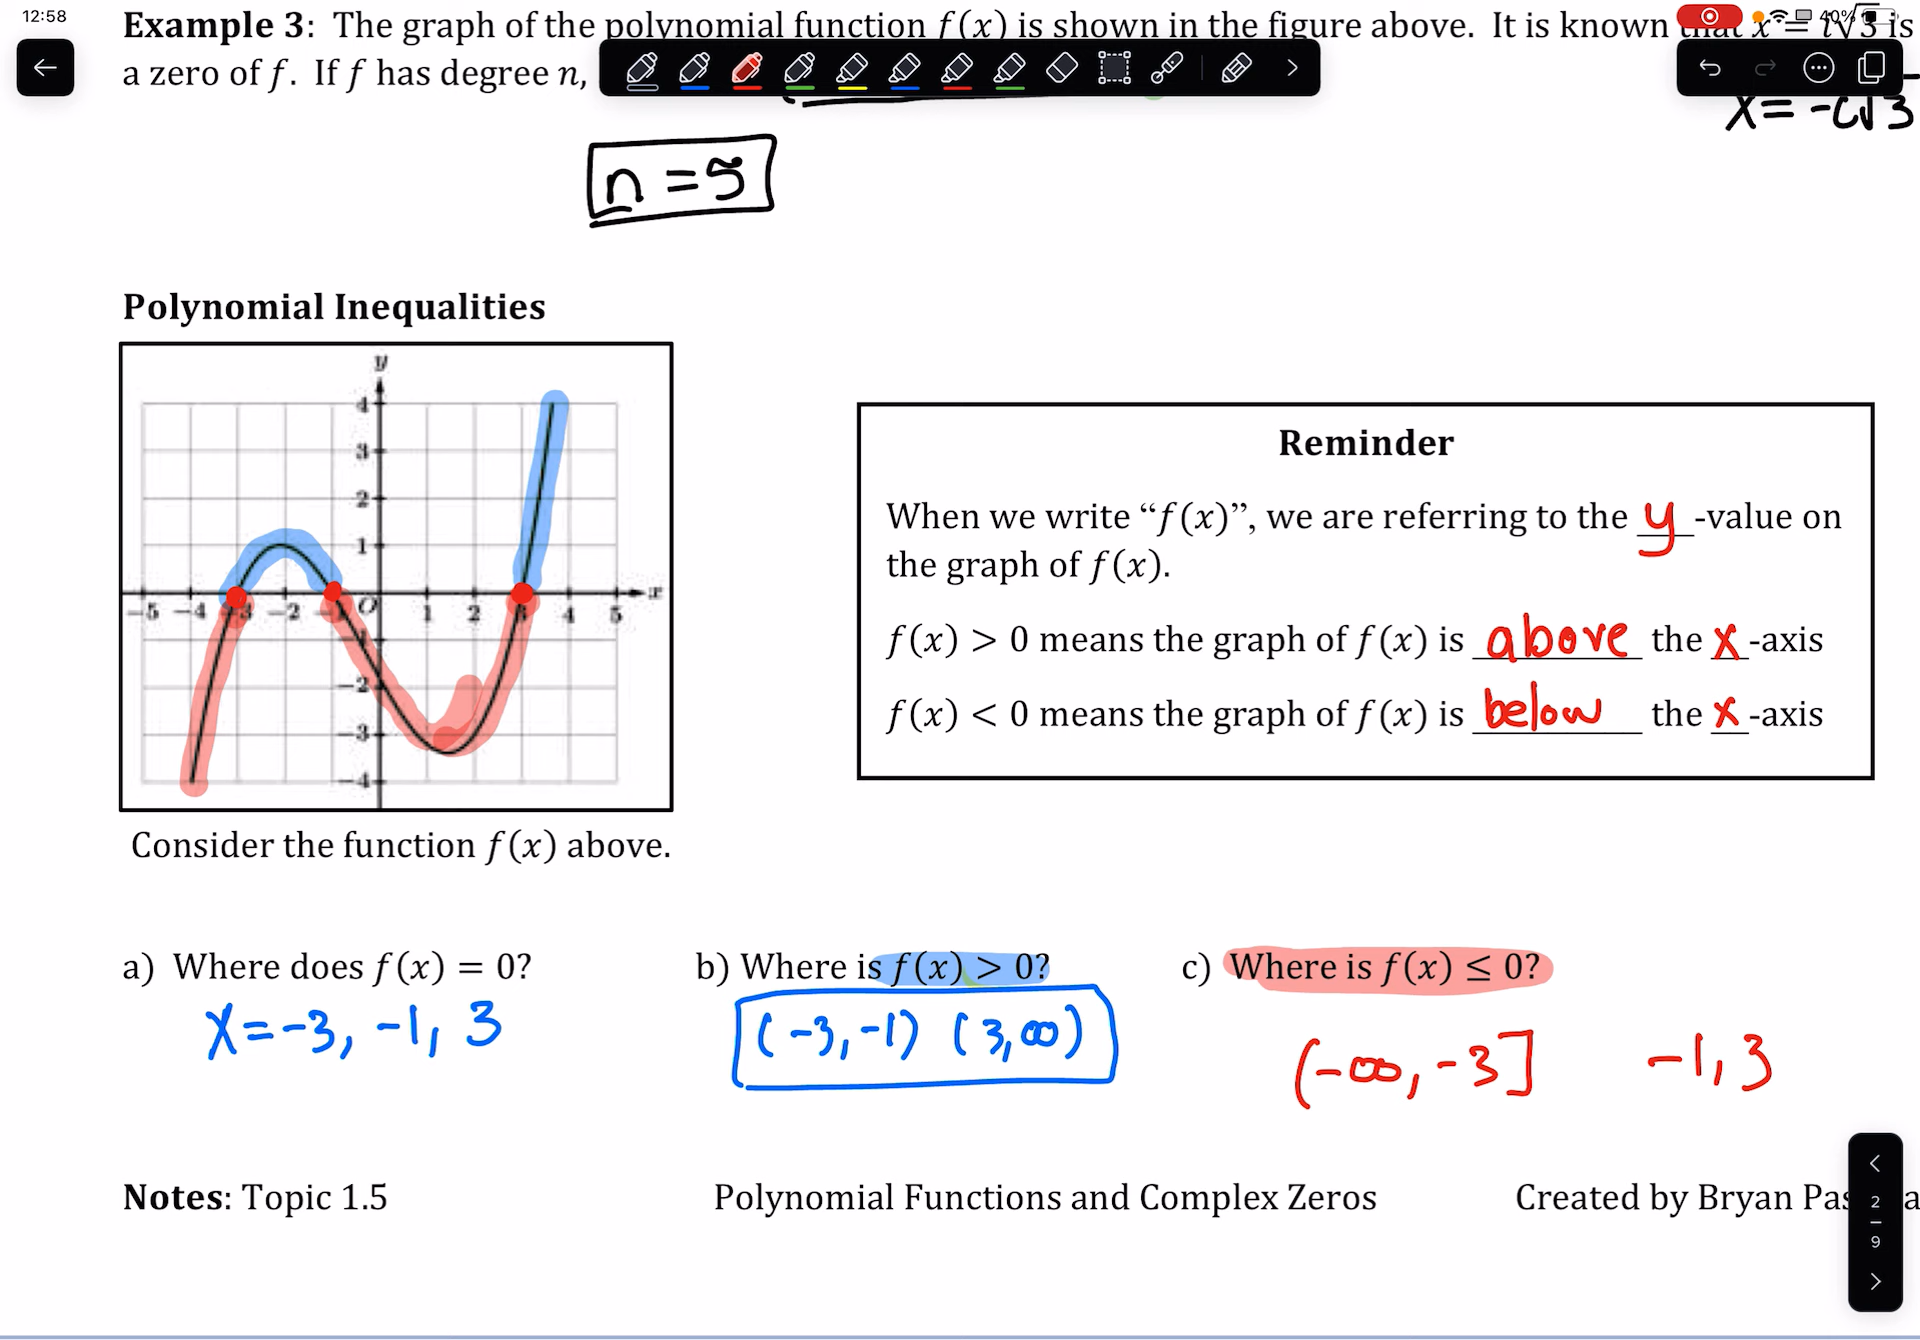 12:58
Example 3: The graph of the polynomial function f(x) is shown in the figure above. It is known that x = i√3 is
40%
a zero of f. If f has degree n,
x = -i√3
n = 5
Polynomial Inequalities
y
4
3
2
1
-5 -4 -3 -2 -1 O 1 2 3 4 5 x
-1
-2
-3
-4
Reminder
When we write “f(x)”, we are referring to the y -value on
the graph of f(x).
f(x) > 0 means the graph of f(x) is above the x -axis
f(x) < 0 means the graph of f(x) is below the x -axis
Consider the function f(x) above.
a) Where does f(x) = 0?
x = -3, -1, 3
b) Where is f(x) > 0?
(-3, -1) (3, ∞)
c) Where is f(x) ≤ 0?
(-∞, -3] -1, 3
Notes: Topic 1.5
Polynomial Functions and Complex Zeros
Created by Bryan
2
9